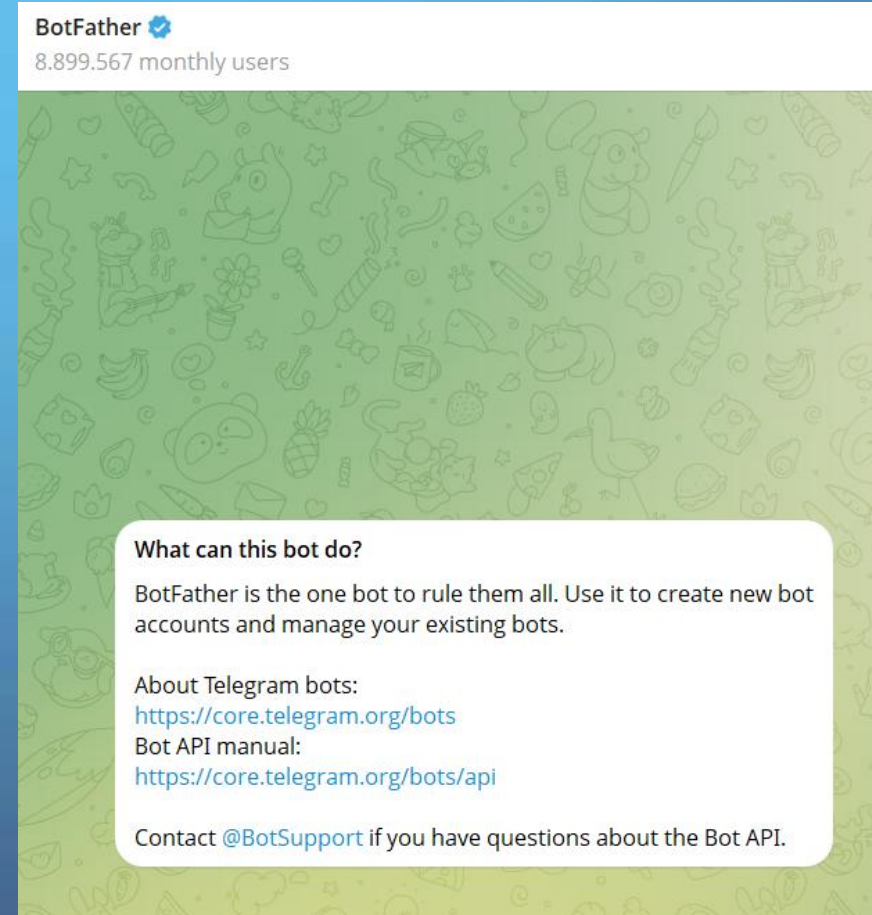 BotFather
8.899.567 monthly users
What can this bot do?
BotFather is the one bot to rule them all. Use it to create new bot
accounts and manage your existing bots.
About Telegram bots:
https://core.telegram.org/bots
Bot API manual:
https://core.telegram.org/bots/api
Contact @BotSupport if you have questions about the Bot API.